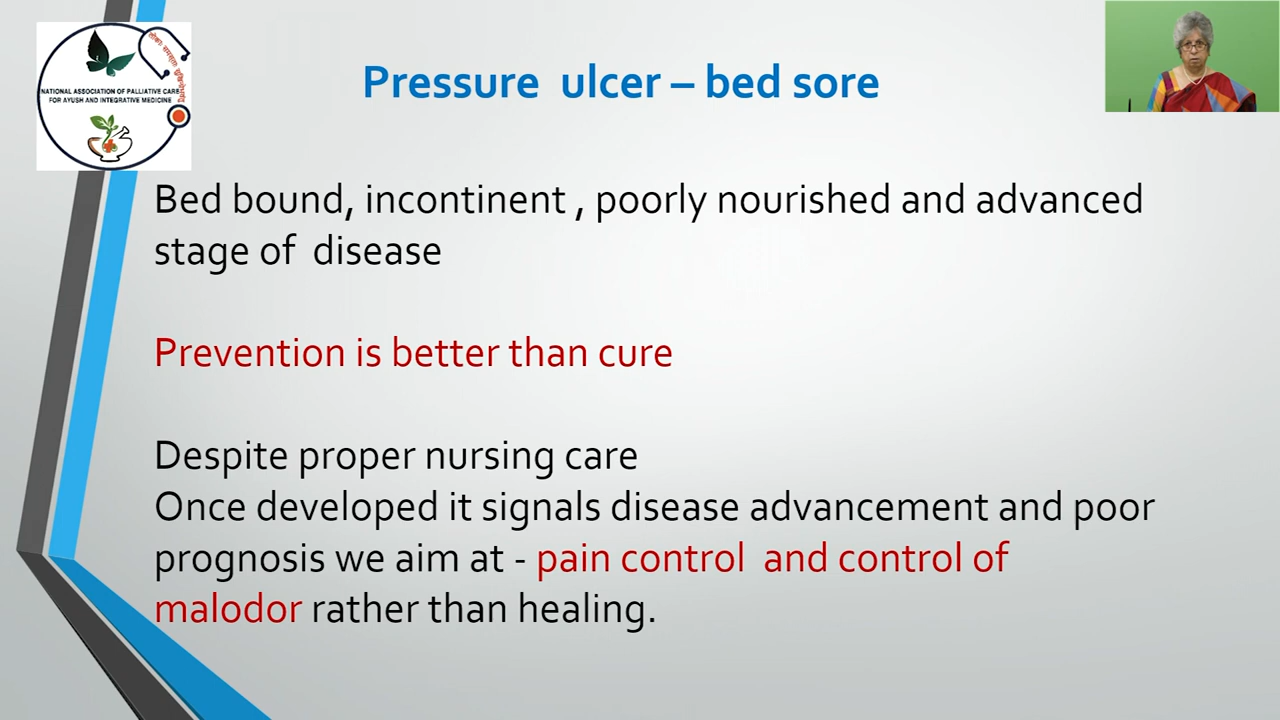 NATIONAL ASSOCIATION OF PALLIATIVE CARE
FOR AYUSH AND INTEGRATIVE MEDICINE
Pressure ulcer – bed sore
Bed bound, incontinent , poorly nourished and advanced
stage of disease
Prevention is better than cure
Despite proper nursing care
Once developed it signals disease advancement and poor
prognosis we aim at - pain control and control of
malodor rather than healing.